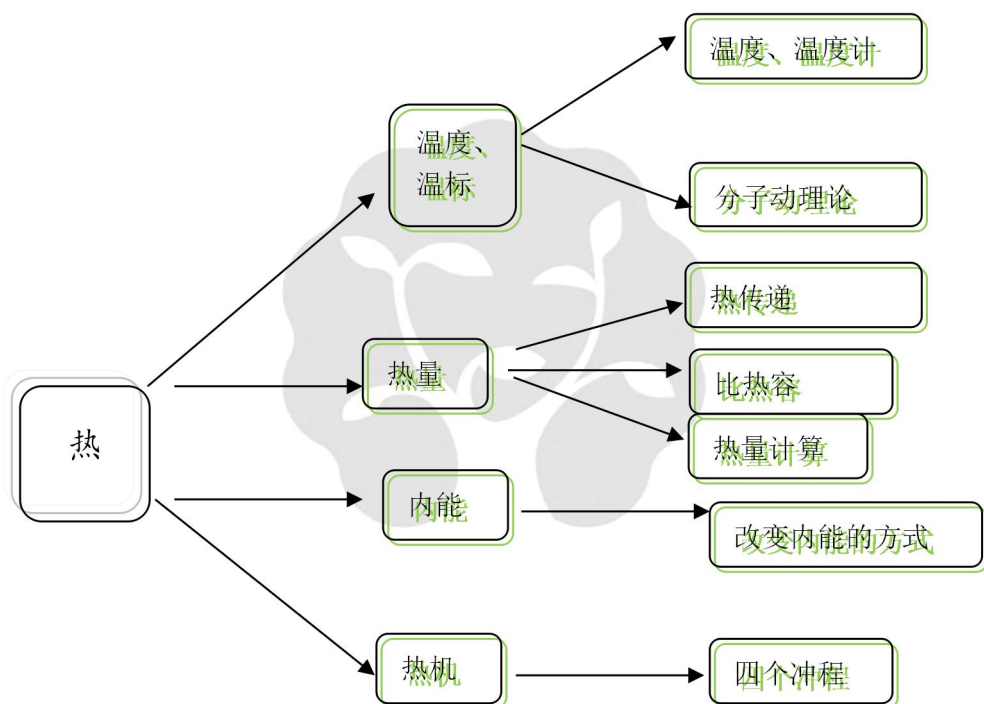 热
温度、
温标
温度、温度计
分子动理论
热量
热传递
比热容
热量计算
内能
改变内能的方式
热机
四个冲程